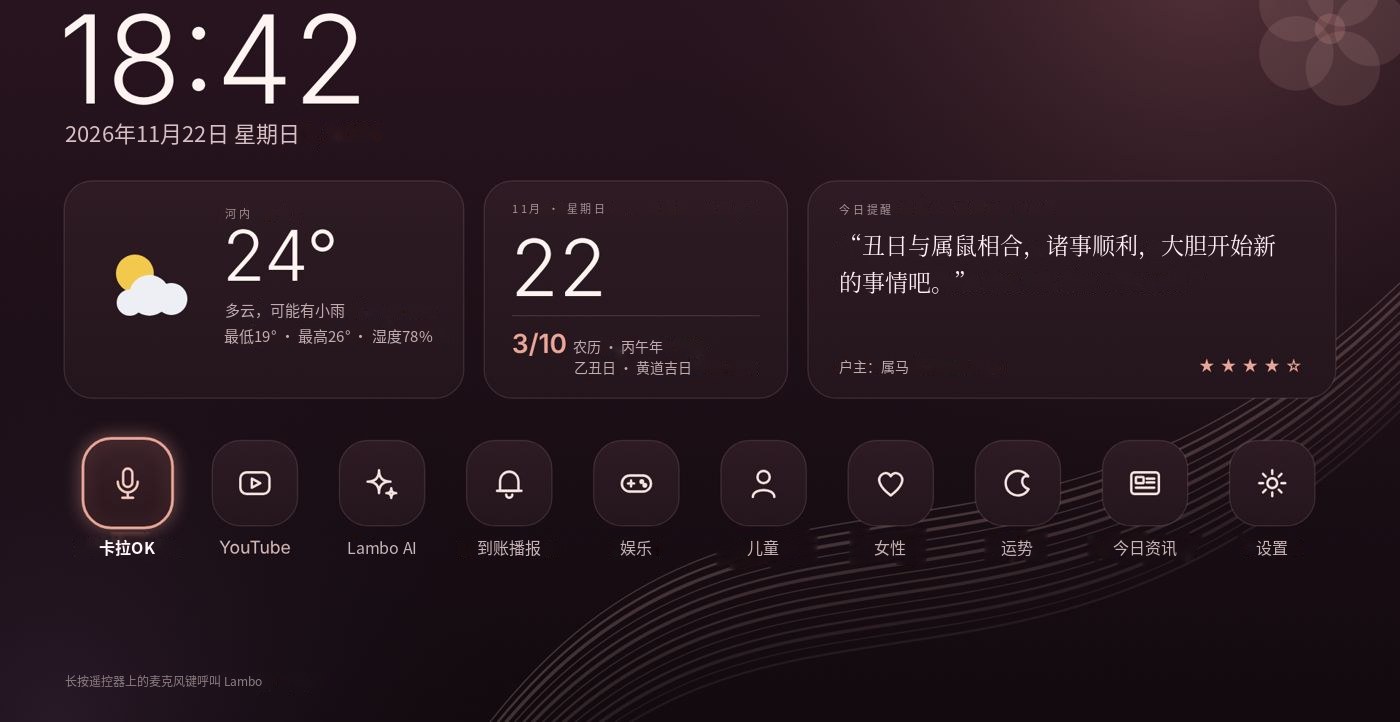 18:42
2026年11月22日 星期日
河内
24°
多云，可能有小雨
最低19° · 最高26° · 湿度78%
11月 · 星期日
22
3/10 农历 · 丙午年
乙丑日 · 黄道吉日
今日提醒
“丑日与属鼠相合，诸事顺利，大胆开始新
的事情吧。”
户主：属马 ★★★★☆
卡拉OK
YouTube
Lambo AI
到账播报
娱乐
儿童
女性
运势
今日资讯
设置
长按遥控器上的麦克风键呼叫 Lambo